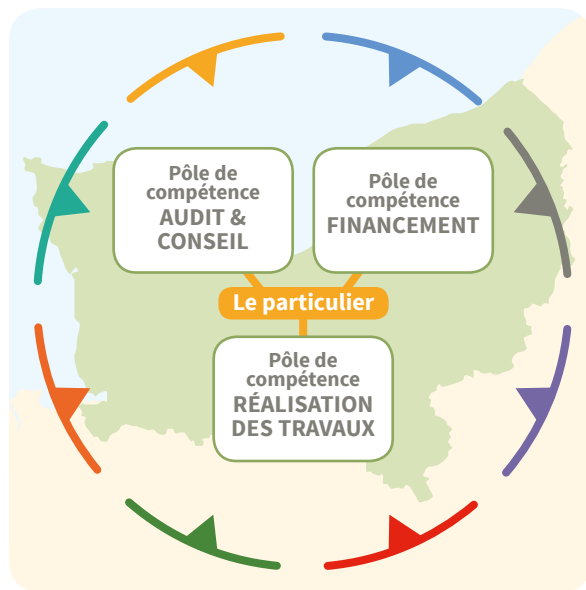 Pôle de
compétence
AUDIT &
CONSEIL
Pôle de
compétence
FINANCEMENT
Le particulier
Pôle de
compétence
RÉALISATION
DES TRAVAUX